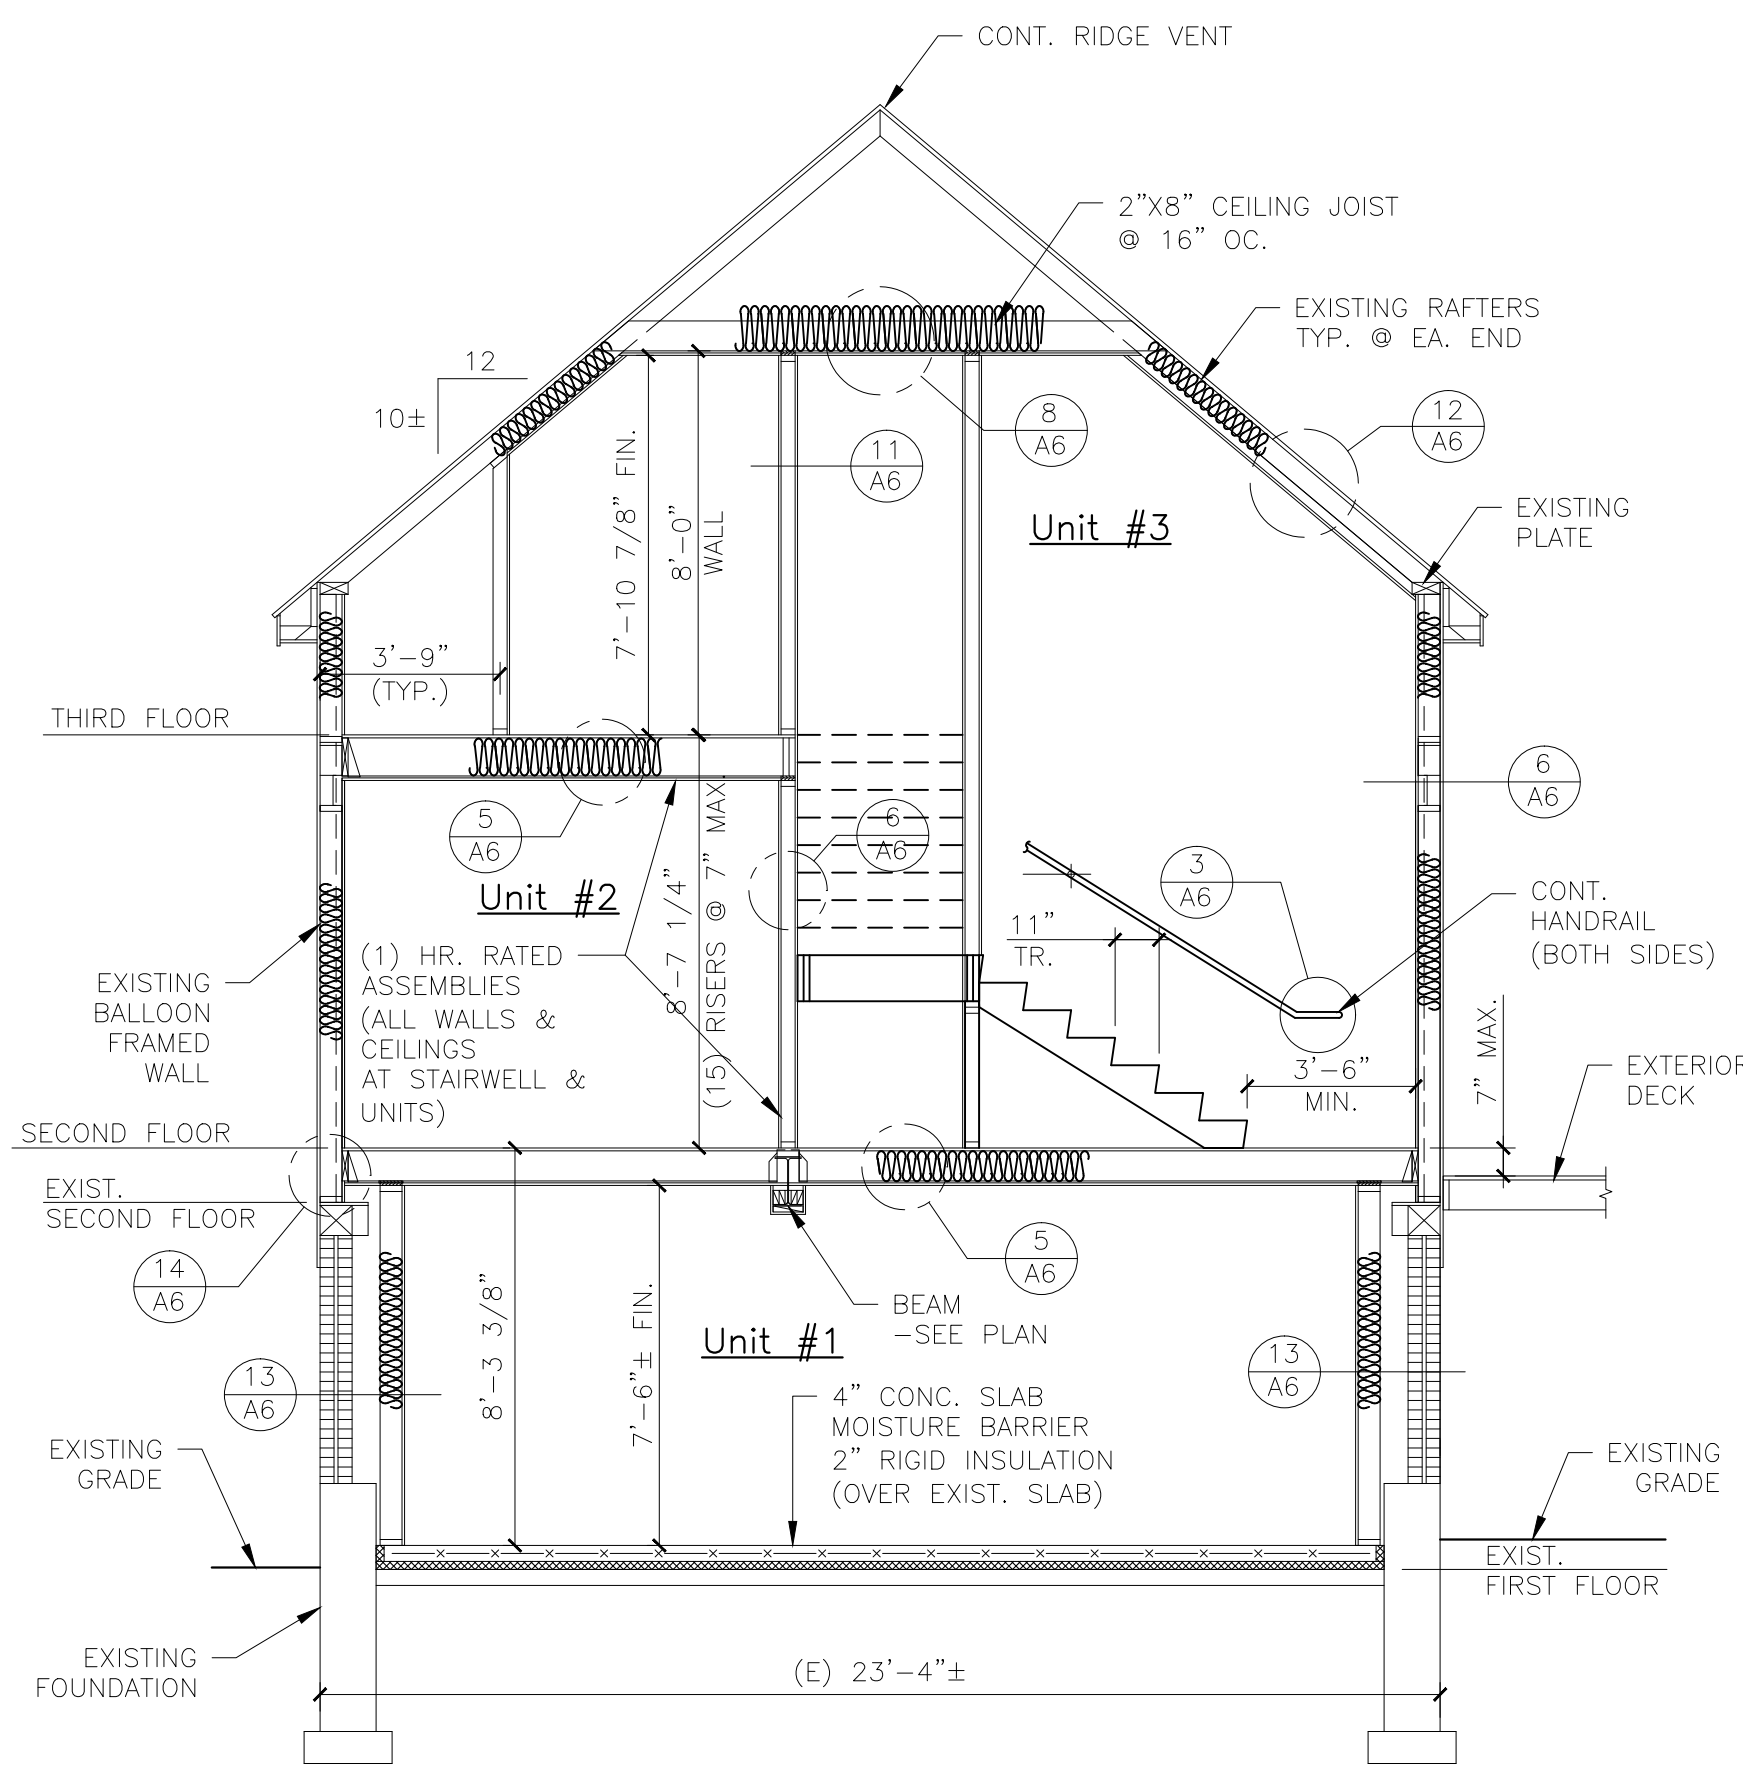 CONT. RIDGE VENT
2”X8” CEILING JOIST
@ 16” OC.
EXISTING RAFTERS
TYP. @ EA. END
12
10±
8
A6
12
A6
11
A6
7’-10 7/8” FIN.
8’-0”
WALL
Unit #3
EXISTING
PLATE
3’-9”
(TYP.)
THIRD FLOOR
6
A6
5
A6
6
A6
3
A6
Unit #2
8’-7 1/4”
(15) RISERS @ 7” MAX.
11”
TR.
CONT.
HANDRAIL
(BOTH SIDES)
(1) HR. RATED
ASSEMBLIES
(ALL WALLS &
CEILINGS
AT STAIRWELL &
UNITS)
EXISTING
BALLOON
FRAMED
WALL
7” MAX.
3’-6”
MIN.
EXTERIOR
DECK
SECOND FLOOR
EXIST.
SECOND FLOOR
14
A6
5
A6
8’-3 3/8”
7’-6”± FIN.
BEAM
-SEE PLAN
Unit #1
13
A6
13
A6
4” CONC. SLAB
MOISTURE BARRIER
2” RIGID INSULATION
(OVER EXIST. SLAB)
EXISTING
GRADE
EXISTING
GRADE
EXIST.
FIRST FLOOR
EXISTING
FOUNDATION
(E) 23’-4”±